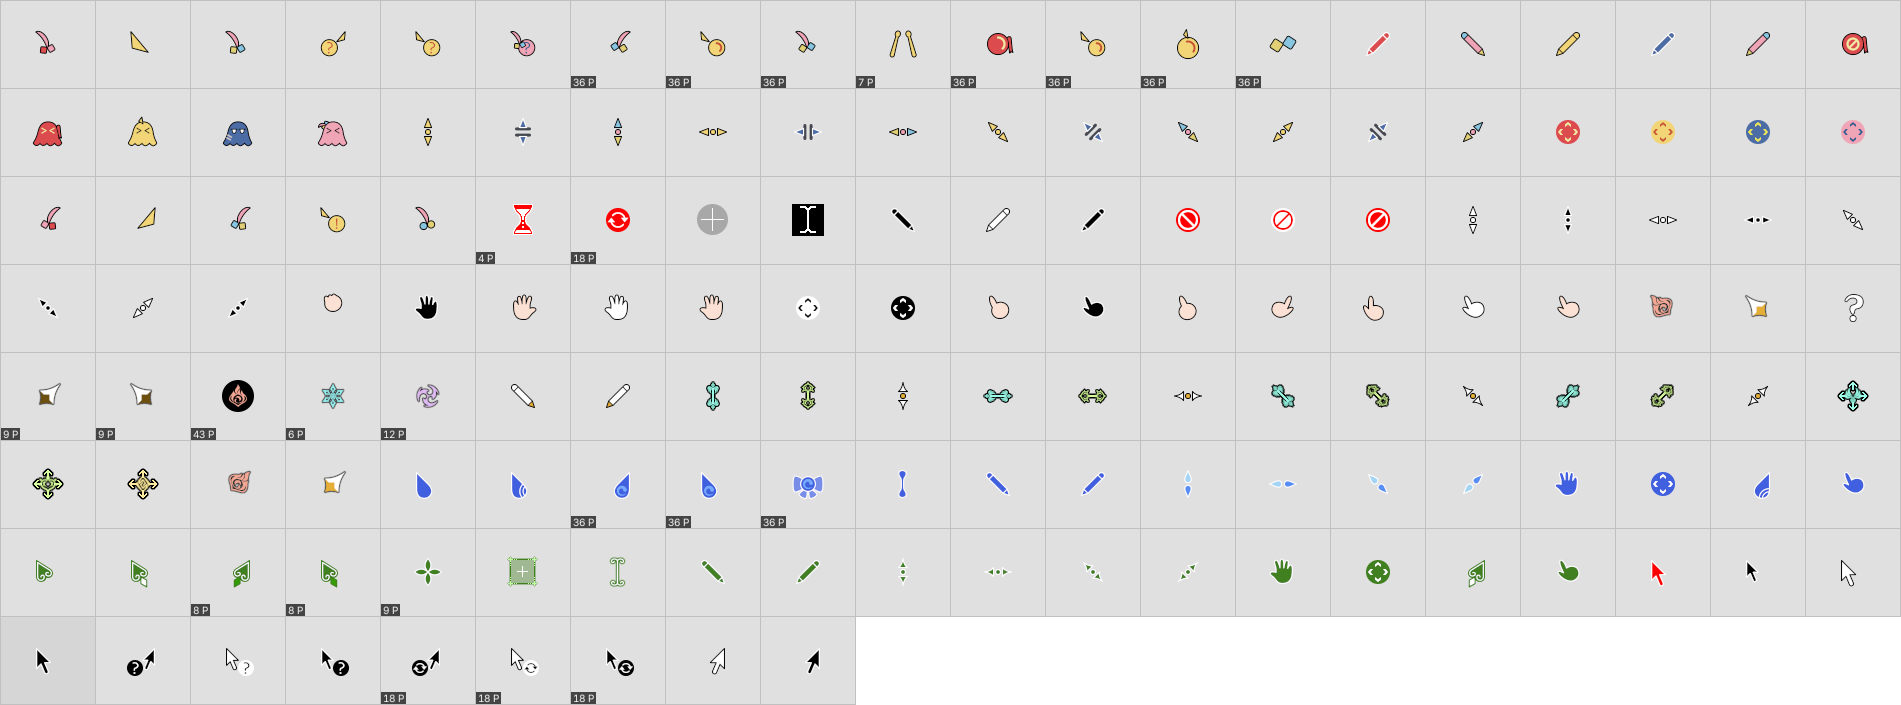 ? ? ?
36 P 36 P 36 P 7 P 36 P 36 P 36 P 36 P
!
4 P 18 P
?
9 P 9 P 43 P 6 P 12 P
36 P 36 P 36 P
8 P 8 P 9 P
? ? ?
18 P 18 P 18 P